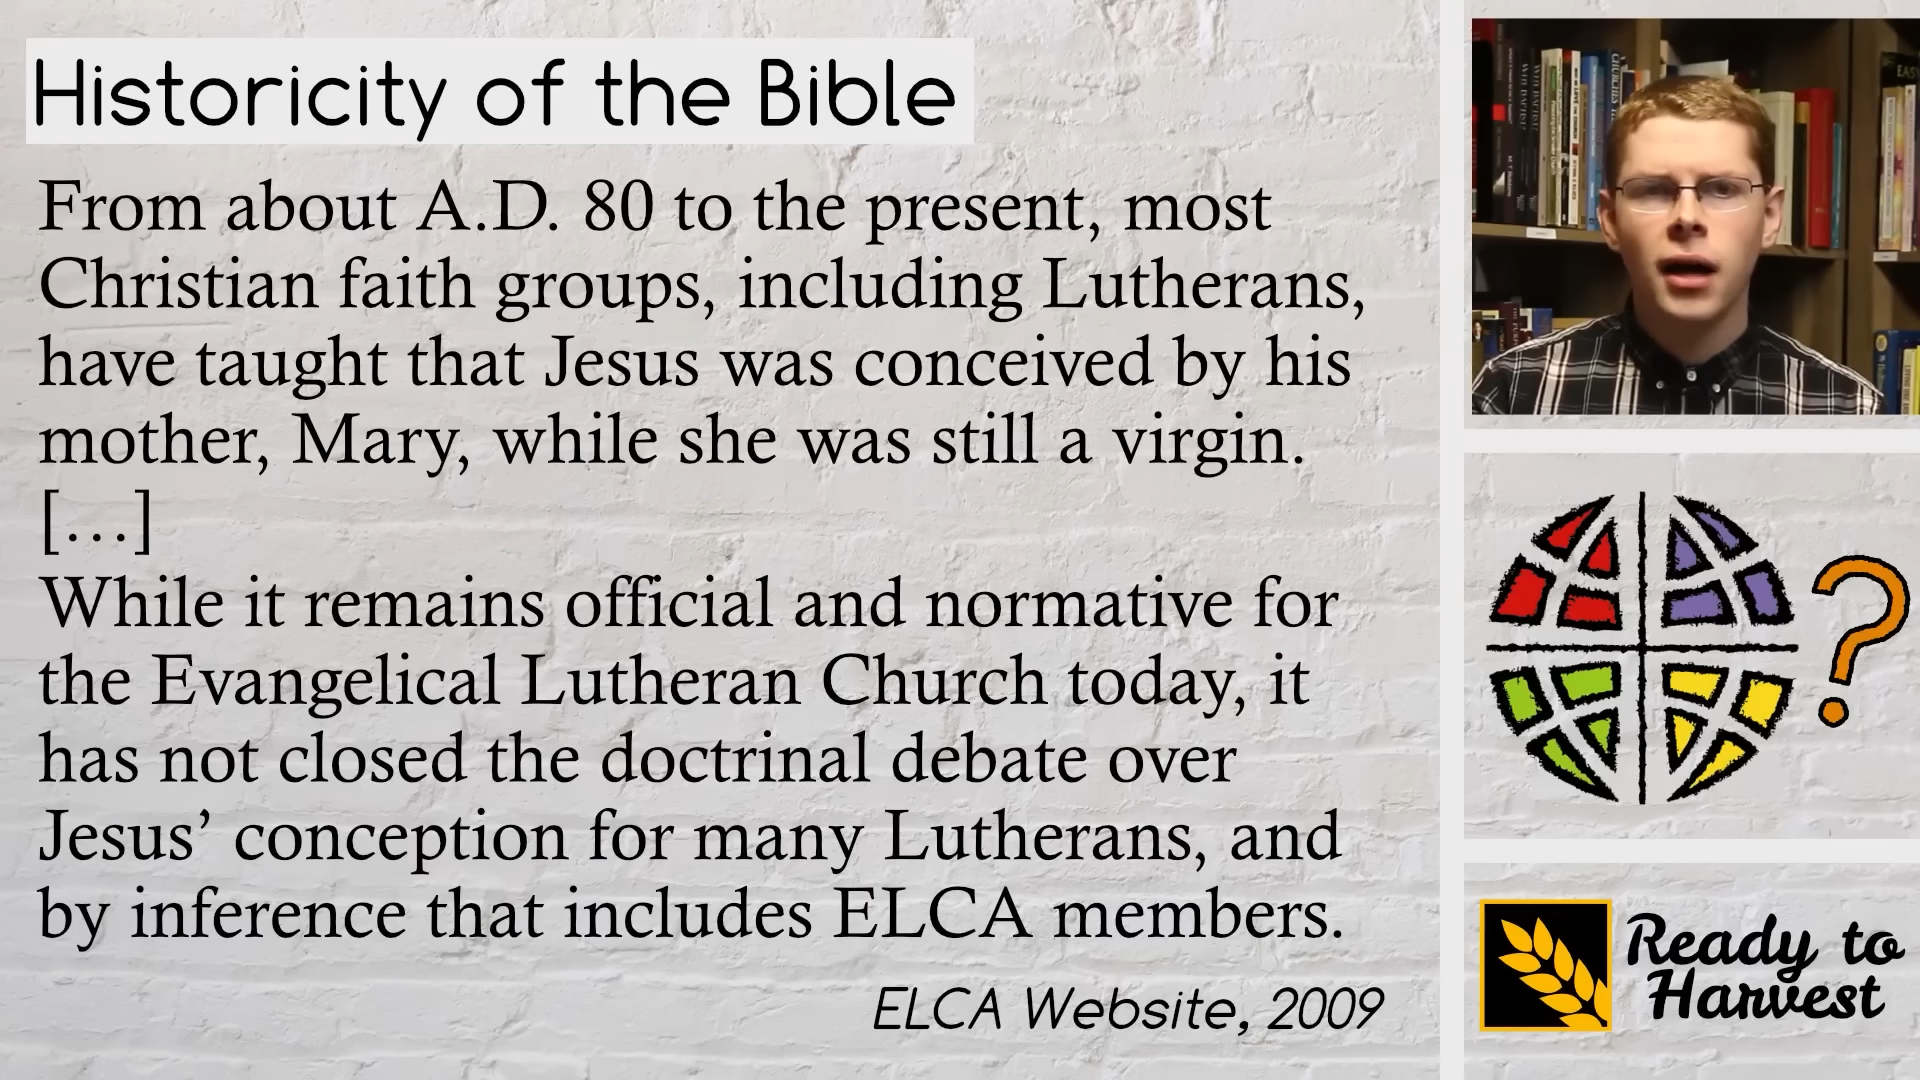 Historicity of the Bible
From about A.D. 80 to the present, most
Christian faith groups, including Lutherans,
have taught that Jesus was conceived by his
mother, Mary, while she was still a virgin.
[…]
While it remains official and normative for
the Evangelical Lutheran Church today, it
has not closed the doctrinal debate over
Jesus’ conception for many Lutherans, and
by inference that includes ELCA members.
ELCA Website, 2009
?
Ready to
Harvest